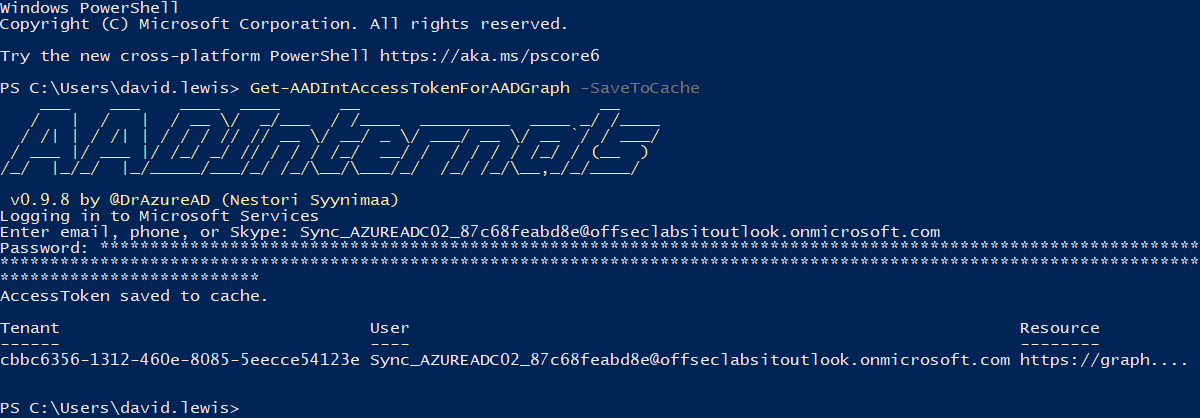 Windows PowerShell
Copyright (C) Microsoft Corporation. All rights reserved.
Try the new cross-platform PowerShell https://aka.ms/pscore6
PS C:\Users\david.lewis> Get-AADIntAccessTokenForAADGraph -SaveToCache
AADInternals
v0.9.8 by @DrAzureAD (Nestori Syynimaa)
Logging in to Microsoft Services
Enter email, phone, or Skype: Sync_AZUREADC02_87c68feabd8e@offseclabsitoutlook.onmicrosoft.com
Password: **************************************************************************************************************
************************************************************************************************************************
**************************
AccessToken saved to cache.
Tenant User Resource
------ ---- --------
cbbc6356-1312-460e-8085-5eecce54123e Sync_AZUREADC02_87c68feabd8e@offseclabsitoutlook.onmicrosoft.com https://graph....
PS C:\Users\david.lewis>